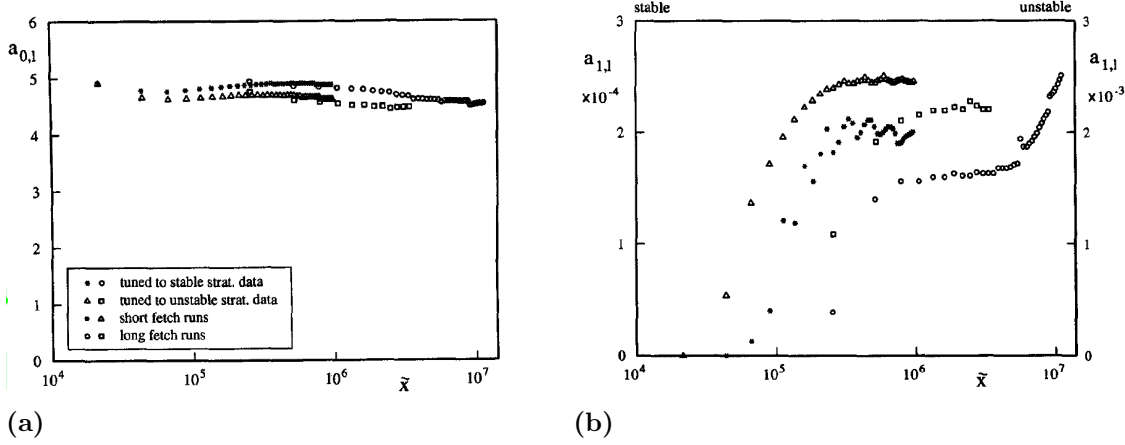 6
a0,1
5
4
3
2
1
0
tuned to stable strat. data
tuned to unstable strat. data
short fetch runs
long fetch runs
10^4
10^5
10^6
10^7
x̃
(a)
stable
unstable
3
3
a1,1
a1,1
×10^-4
×10^-3
2
2
1
1
0
0
10^4
10^5
10^6
10^7
x̃
(b)